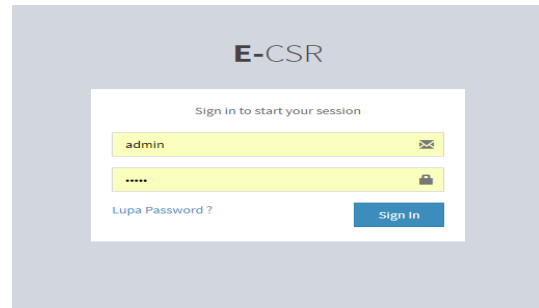 E-CSR
Sign in to start your session
admin
•••••
Lupa Password ?
Sign In